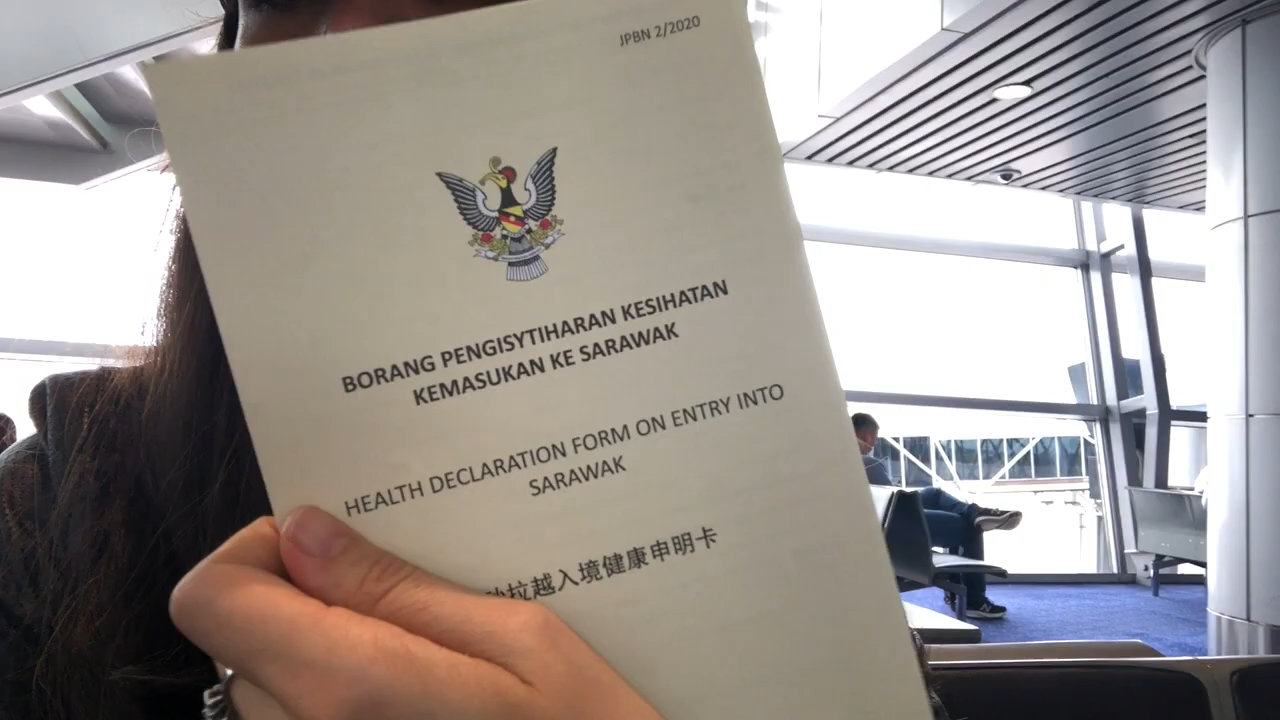 JPBN 2/2020
BORANG PENGISYTIHARAN KESIHATAN
KEMASUKAN KE SARAWAK
HEALTH DECLARATION FORM ON ENTRY INTO
SARAWAK
拉越入境健康申明卡